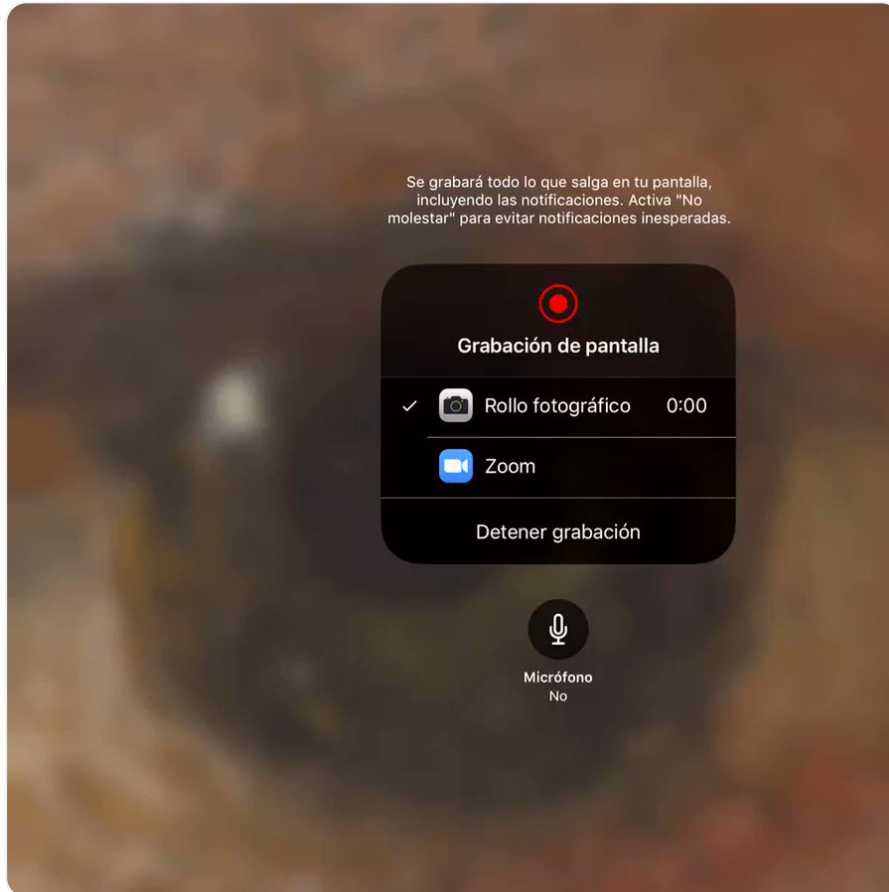 Se grabará todo lo que salga en tu pantalla,
incluyendo las notificaciones. Activa "No
molestar" para evitar notificaciones inesperadas.
Grabación de pantalla
Rollo fotográfico 0:00
Zoom
Detener grabación
Micrófono
No